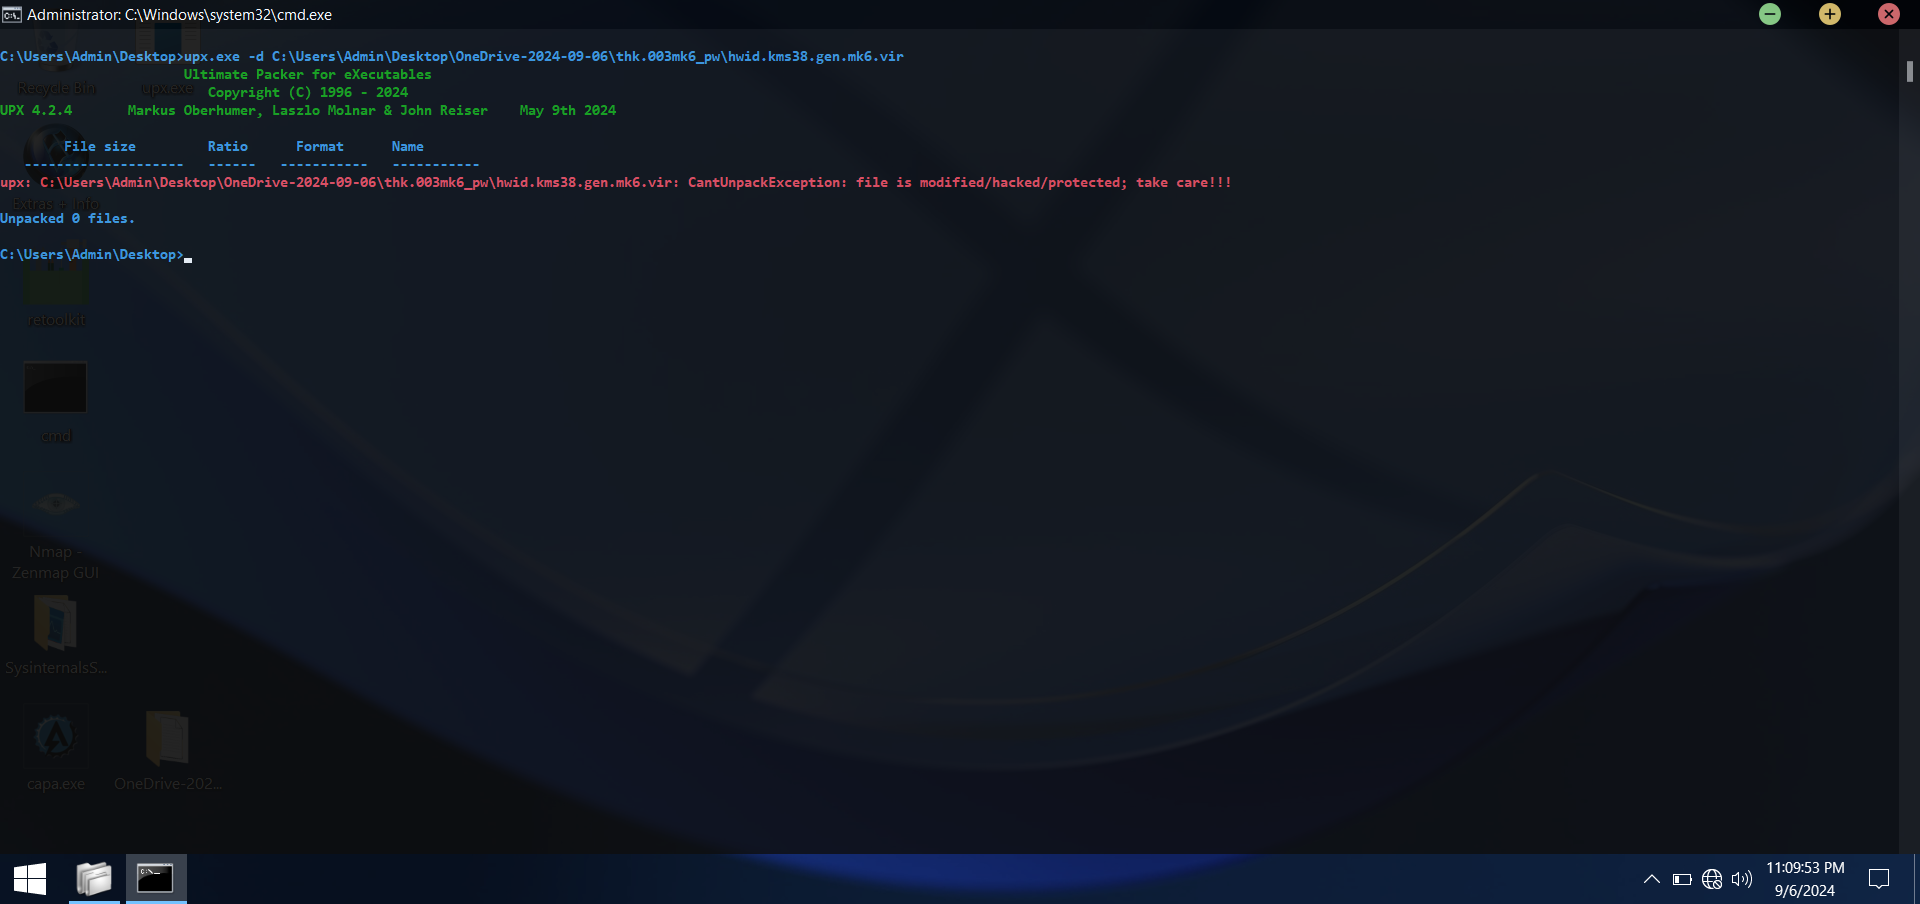 Administrator: C:\Windows\system32\cmd.exe
C:\Users\Admin\Desktop>upx.exe -d C:\Users\Admin\Desktop\OneDrive-2024-09-06\thk.003mk6_pw\hwid.kms38.gen.mk6.vir
Ultimate Packer for eXecutables
Recycle Bin
upx.exe
Copyright (C) 1996 - 2024
UPX 4.2.4 Markus Oberhumer, Laszlo Molnar & John Reiser May 9th 2024
File size Ratio Format Name
-------------------- ------ ----------- -----------
upx: C:\Users\Admin\Desktop\OneDrive-2024-09-06\thk.003mk6_pw\hwid.kms38.gen.mk6.vir: CantUnpackException: file is modified/hacked/protected; take care!!!
Extras + Info
Unpacked 0 files.
C:\Users\Admin\Desktop>
retoolkit
cmd
Nmap -
Zenmap GUI
SysinternalsS...
capa.exe
OneDrive-202...
11:09:53 PM
9/6/2024